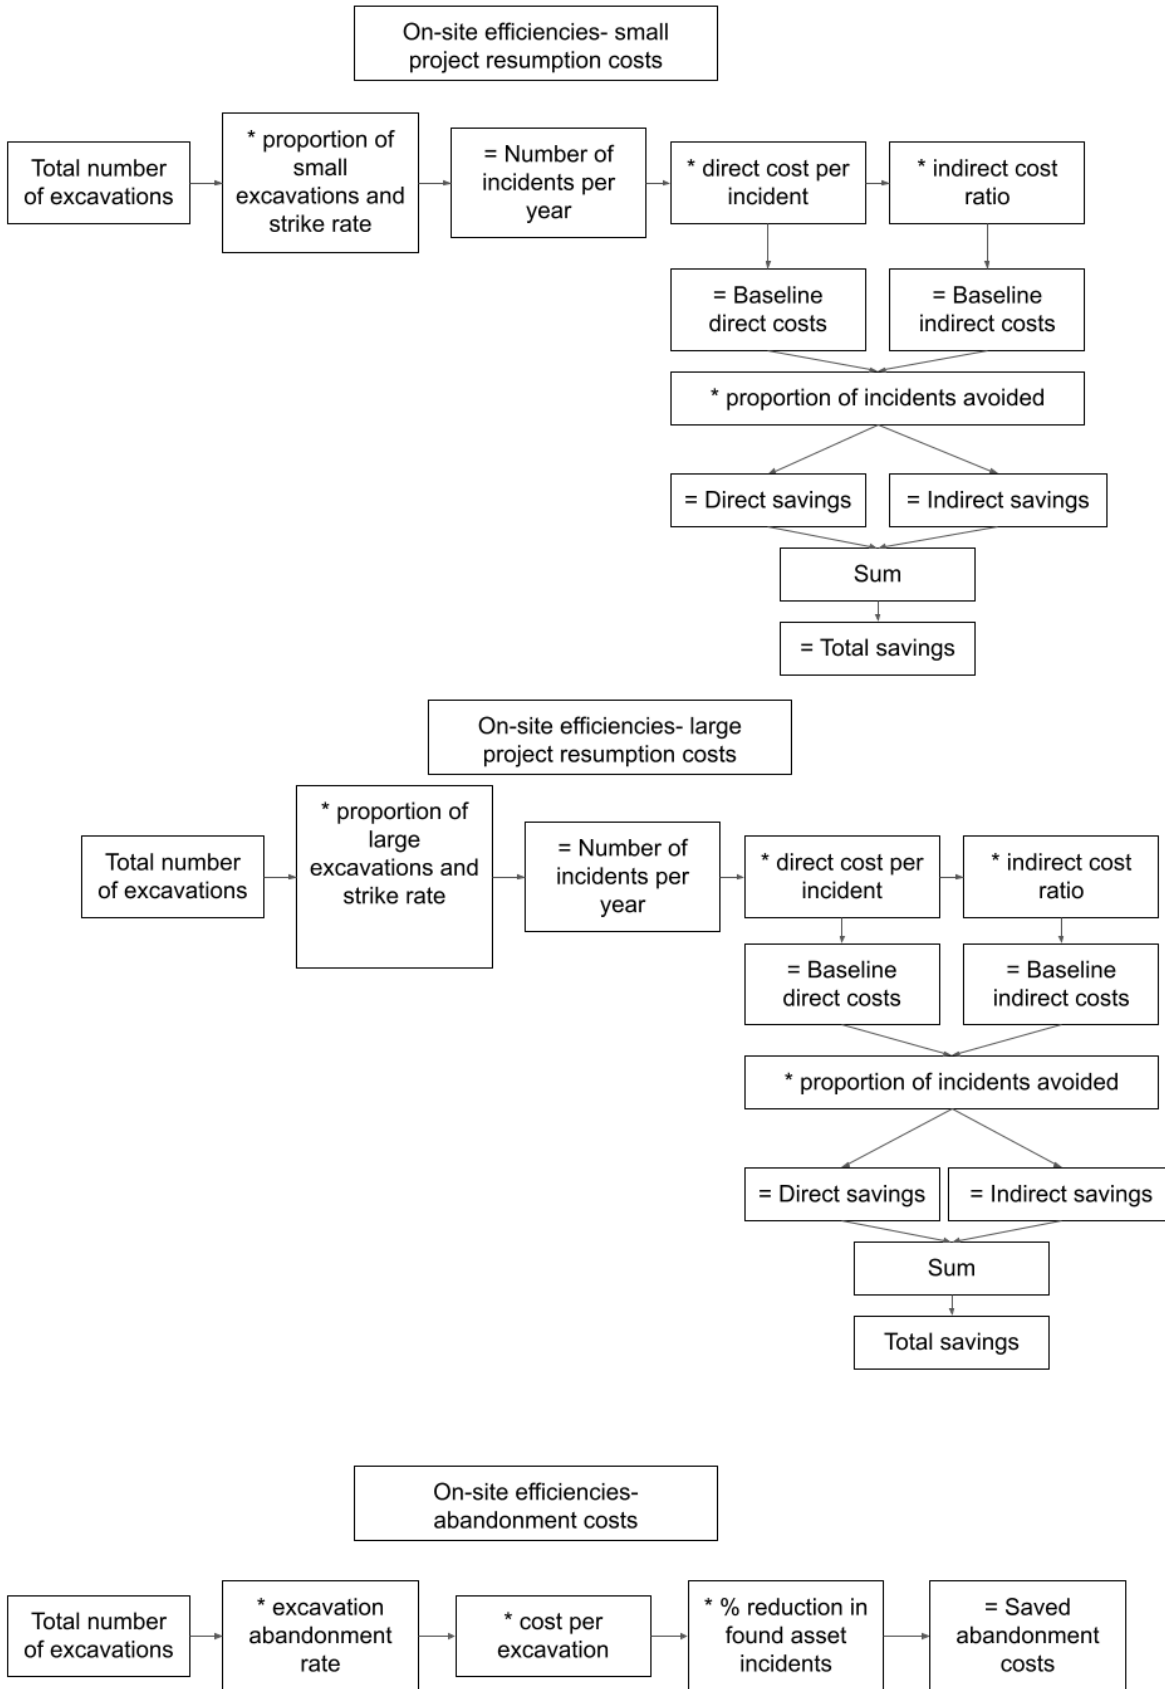 On-site efficiencies- small
project resumption costs
Total number
of excavations
* proportion of
small
excavations and
strike rate
= Number of
incidents per
year
* direct cost per
incident
* indirect cost
ratio
= Baseline
direct costs
= Baseline
indirect costs
* proportion of incidents avoided
= Direct savings
= Indirect savings
Sum
= Total savings
On-site efficiencies- large
project resumption costs
Total number
of excavations
* proportion of
large
excavations and
strike rate
= Number of
incidents per
year
* direct cost per
incident
* indirect cost
ratio
= Baseline
direct costs
= Baseline
indirect costs
* proportion of incidents avoided
= Direct savings
= Indirect savings
Sum
Total savings
On-site efficiencies-
abandonment costs
Total number
of excavations
* excavation
abandonment
rate
* cost per
excavation
* % reduction in
found asset
incidents
= Saved
abandonment
costs